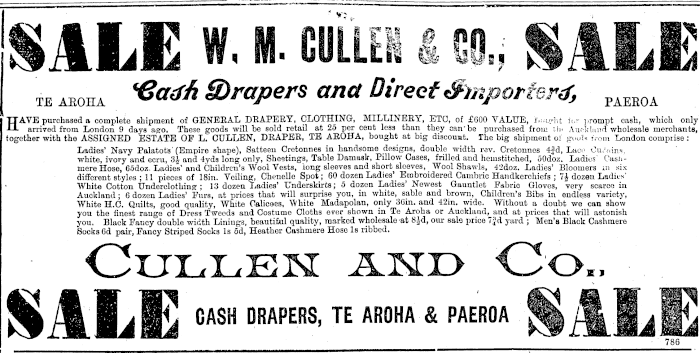 SALE W. M. CULLEN & CO., SALE
Cash Drapers and Direct Importers,
TE AROHA PAEROA
HAVE purchased a complete shipment of GENERAL DRAPERY, CLOTHING, MILLINERY, ETC, of £600 VALUE, bought for prompt cash, which only
arrived from London 9 days ago. These goods will be sold retail at 25 per cent less than they can be purchased from the Auckland wholesale merchants,
together with the ASSIGNED ESTATE OF L. CULLEN, DRAPER, TE AROHA, bought at big discount. The big shipment of goods from London comprise :
Ladies' Navy Palatots (Empire shape), Satteen Cretonnes in handsome designs, double width rev. Cretonnes 4¾d, Lace Curtains,
white, ivory and ecru, 3½ and 4yds long only, Sheetings, Table Damask, Pillow Cases, frilled and hemstitched, 50doz. Ladies' Cash-
mere Hose, 65doz. Ladies' and Children's Wool Vests, long sleeves and short sleeves, Wool Shawls, 42doz. Ladies' Bloomers in six
different styles ; 11 pieces of 18in. Veiling, Chenelle Spot ; 60 dozen Ladies' Embroidered Cambric Handkerchiefs ; 7½ dozen Ladies'
White Cotton Underclothing ; 13 dozen Ladies' Underskirts ; 5 dozen Ladies' Newest Gauntlet Fabric Gloves, very scarce in
Auckland ; 6 dozen Ladies' Furs, at prices that will surprise you, in white, sable and brown, Children's Bibs in endless variety,
White H.C. Quilts, good quality, White Calicoes, White Madapolan, only 36in. and 42in. wide. Without a doubt we can show
you the finest range of Dress Tweeds and Costume Cloths ever shown in Te Aroha or Auckland, and at prices that will astonish
you. Black Fancy double width Linings, beautiful quality, marked wholesale at 8½d, our sale price 7¾d yard ; Men's Black Cashmere
Socks 6d pair, Fancy Striped Socks 1s 5d, Heather Cashmere Hose 1s ribbed.
CULLEN AND CO.,
SALE CASH DRAPERS, TE AROHA & PAEROA SALE
786